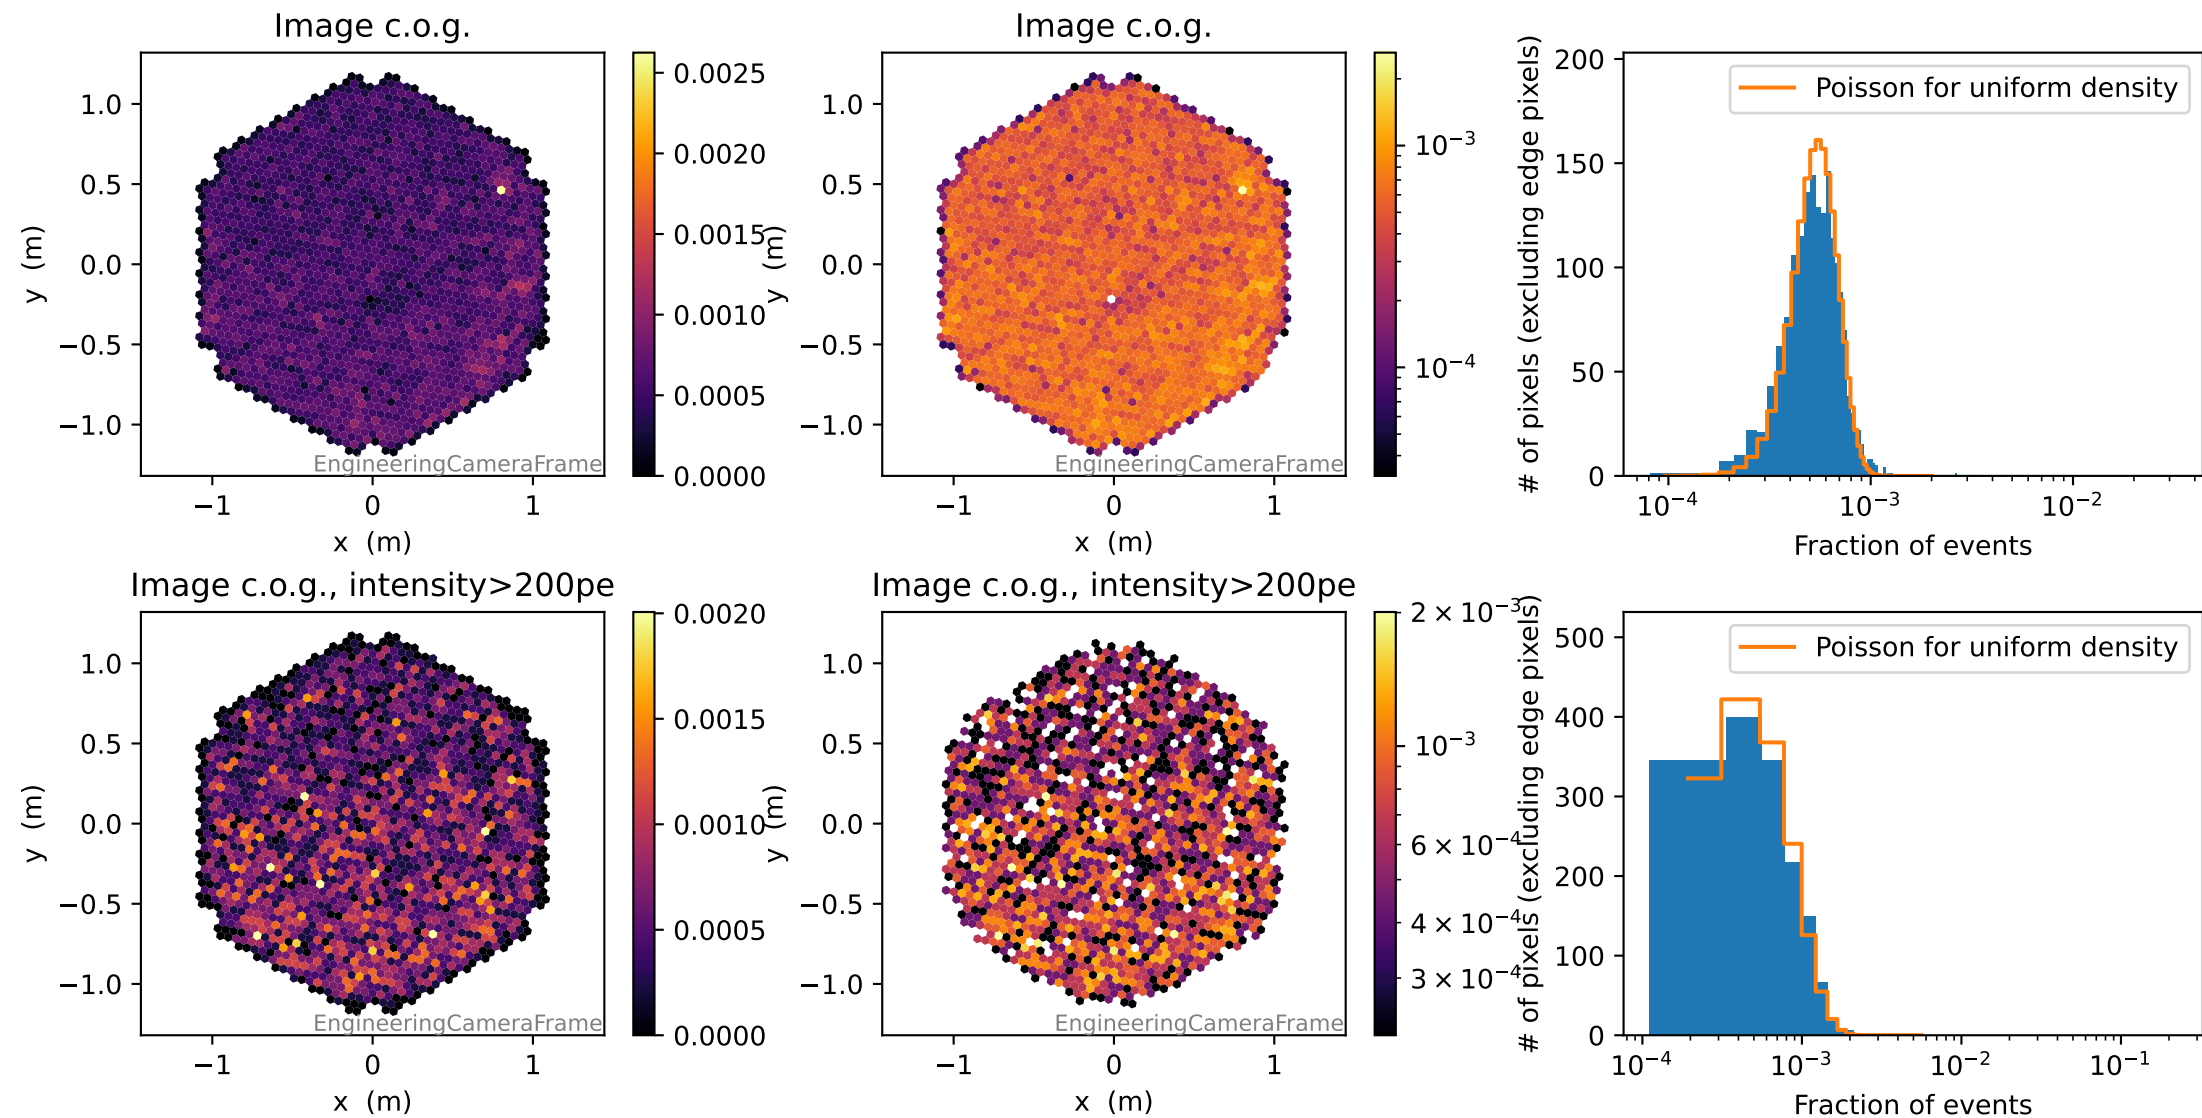 Image c.o.g.
1.0
0.5
0.0
−0.5
−1.0
y (m)
−1
0
1
x (m)
EngineeringCameraFrame
0.0025
0.0020
0.0015
0.0010
0.0005
0.0000
Image c.o.g.
1.0
0.5
0.0
−0.5
−1.0
y (m)
−1
0
1
x (m)
EngineeringCameraFrame
10⁻³
10⁻⁴
200
150
100
50
0
# of pixels (excluding edge pixels)
Poisson for uniform density
10⁻⁴
10⁻³
10⁻²
Fraction of events
Image c.o.g., intensity>200pe
1.0
0.5
0.0
−0.5
−1.0
y (m)
−1
0
1
x (m)
EngineeringCameraFrame
0.0020
0.0015
0.0010
0.0005
0.0000
Image c.o.g., intensity>200pe
1.0
0.5
0.0
−0.5
−1.0
y (m)
−1
0
1
x (m)
EngineeringCameraFrame
2 × 10⁻³
10⁻³
6 × 10⁻⁴
4 × 10⁻⁴
3 × 10⁻⁴
500
400
300
200
100
0
# of pixels (excluding edge pixels)
Poisson for uniform density
10⁻⁴
10⁻³
10⁻²
10⁻¹
Fraction of events